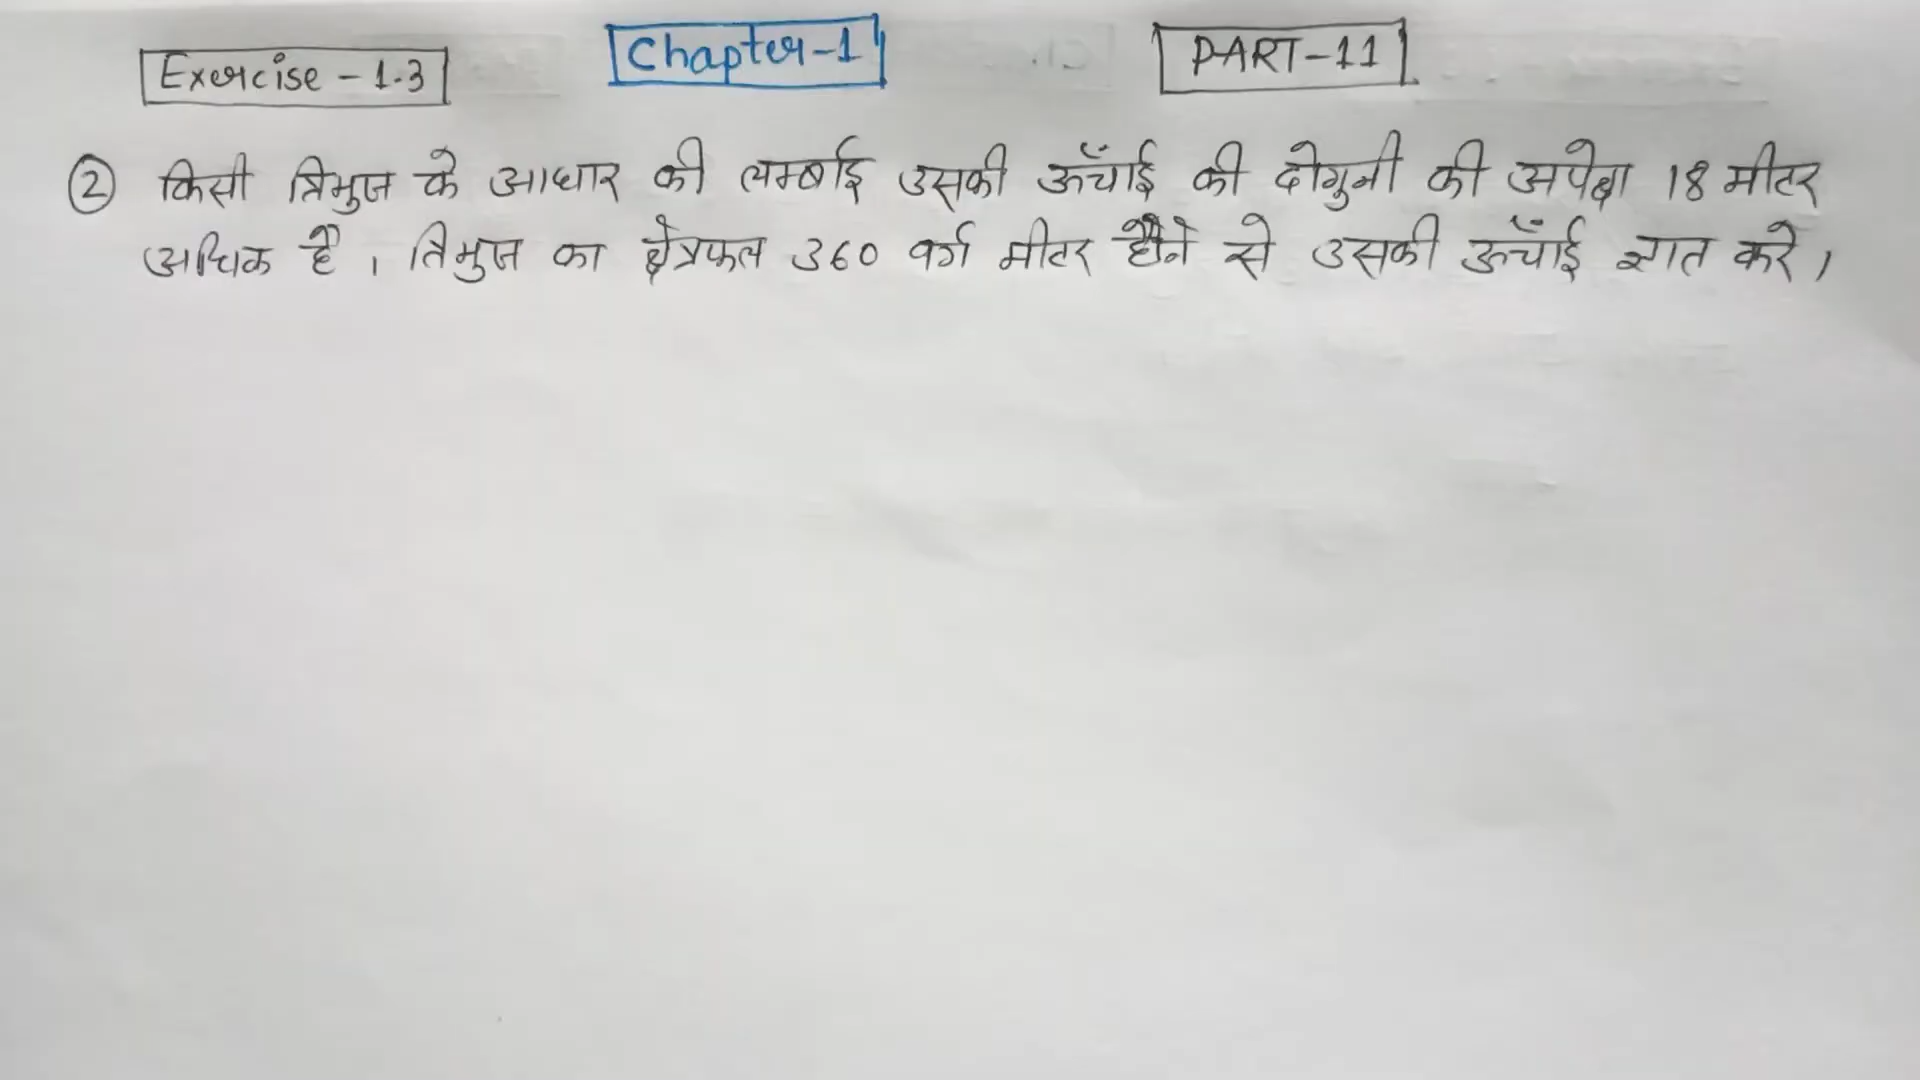 Exercise - 1.3
Chapter-1
PART-11
② किसी त्रिभुज के आधार की लम्बाई उसकी ऊँचाई की दोगुनी की अपेक्षा 18 मीटर
अधिक है । त्रिभुज का क्षेत्रफल 360 वर्ग मीटर होने से उसकी ऊँचाई ज्ञात करे ।